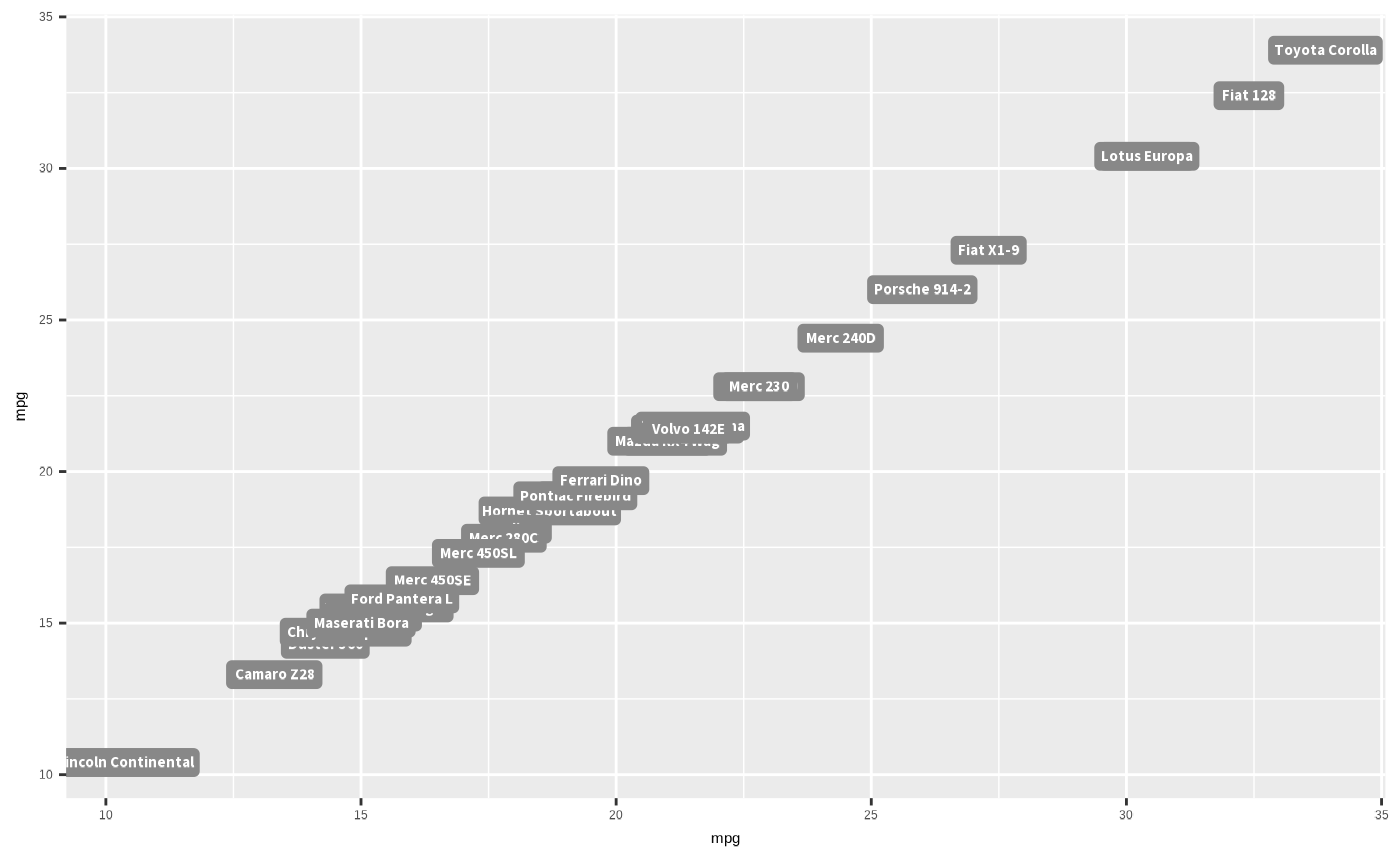 35
Toyota Corolla
Fiat 128
Lotus Europa
30
Fiat X1-9
Porsche 914-2
25
Merc 240D
Merc 230
mpg
Volvo 142E
20
Ferrari Dino
Pontiac Firebird
Hornet Sportabout
Merc 280C
Merc 450SL
Merc 450SE
Ford Pantera L
15
Maserati Bora
Camaro Z28
incoln Continental
10
10
15
20
25
30
35
mpg